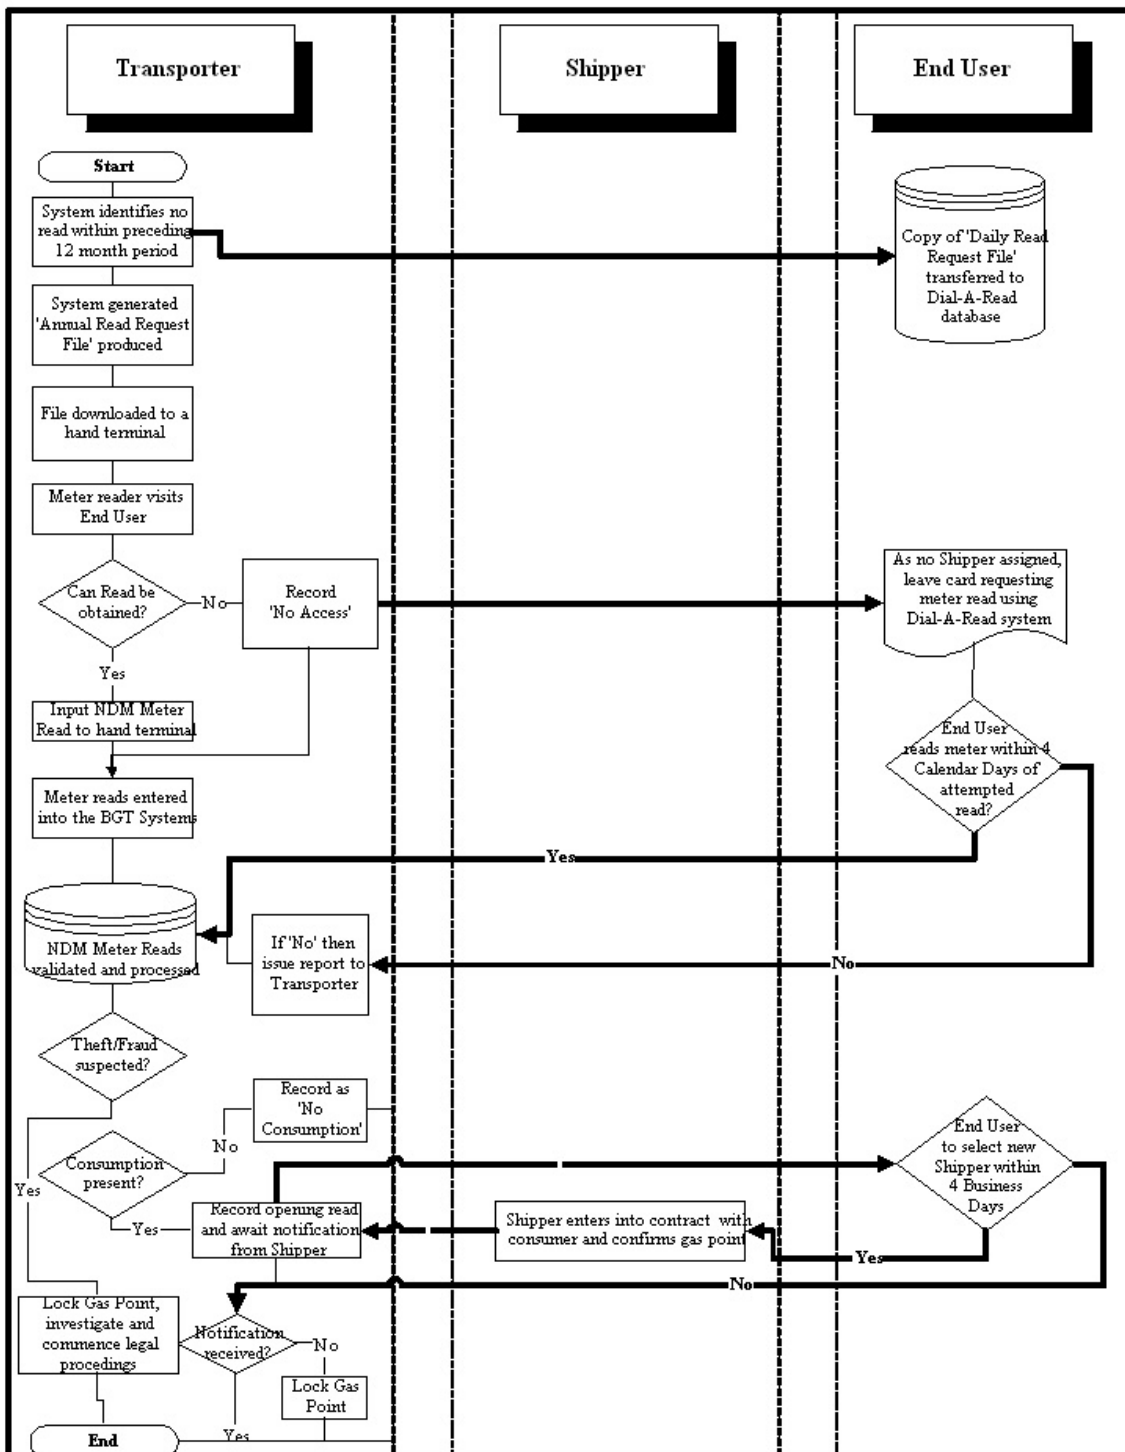 Transporter
Shipper
End User
Start
System identifies no
read within preceding
12 month period
Copy of 'Daily Read
Request File'
transferred to
Dial-A-Read
database
System generated
'Annual Read Request
File' produced
File downloaded to a
hand terminal
Meter reader visits
End User
Can Read be
obtained?
No
Record
'No Access'
As no Shipper assigned,
leave card requesting
meter read using
Dial-A-Read system
Yes
Input NDM Meter
Read to hand terminal
End User
reads meter within 4
Calendar Days of
attempted
read?
Meter reads entered
into the BGT Systems
Yes
NDM Meter Reads
validated and processed
If 'No' then
issue report to
Transporter
No
Theft/Fraud
suspected?
Record as
'No
Consumption'
No
Consumption
present?
Yes
Yes
Record opening read
and await notification
from Shipper
Shipper enters into contract with
consumer and confirms gas point
End User
to select new
Shipper within
4 Business
Days
Yes
No
Lock Gas Point,
investigate and
commence legal
procedings
Notification
received?
No
Lock Gas
Point
Yes
End